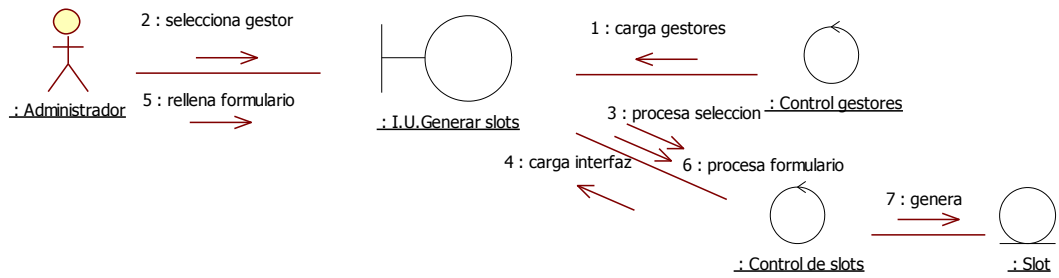 2 : selecciona gestor
1 : carga gestores
5 : rellena formulario
: Administrador
: I.U.Generar slots
: Control gestores
3 : procesa seleccion
4 : carga interfaz
6 : procesa formulario
7 : genera
: Control de slots
: Slot